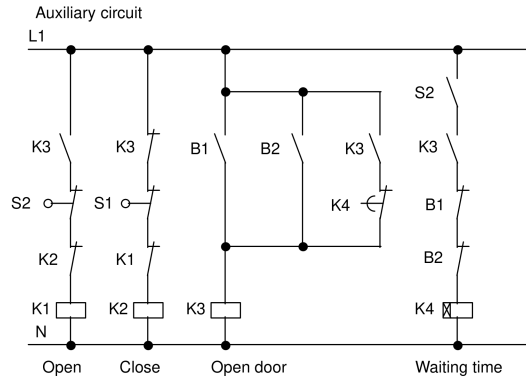 Auxiliary circuit
L1
S2
K3 K3 B1 B2 K3 K3
S2 S1 K4 B1
K2 K1 B2
K1 K2 K3 K4
N
Open Close Open door Waiting time